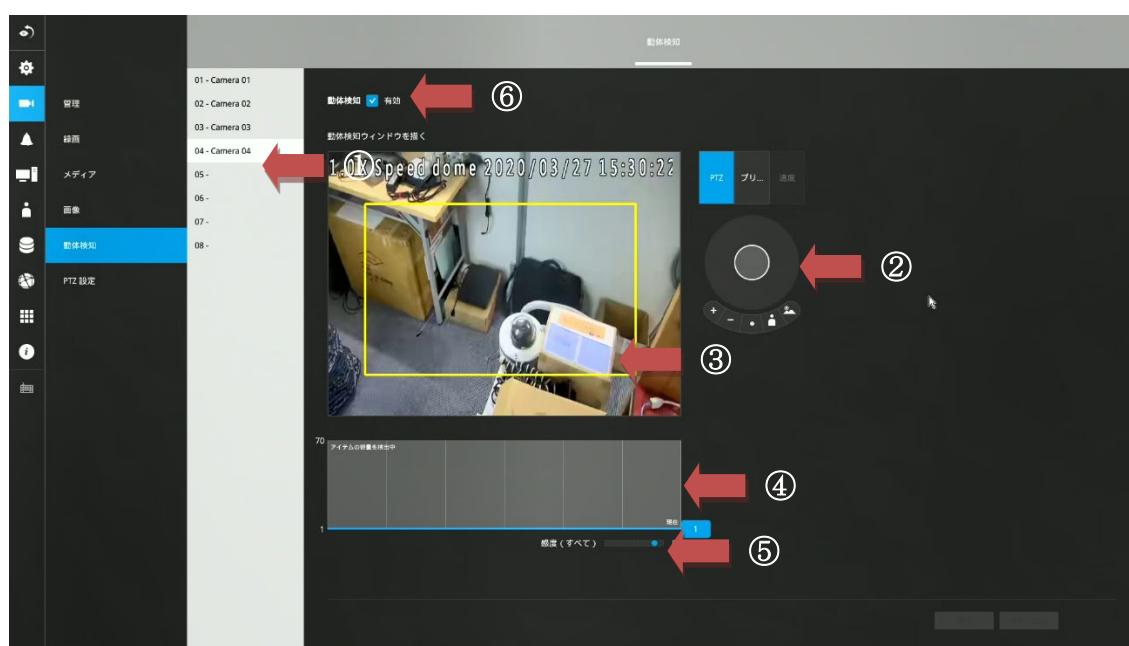 動体検知
01 - Camera 01
02 - Camera 02
03 - Camera 03
04 - Camera 04
05 -
06 -
07 -
08 -
管理
録画
メディア
画像
動体検知
PTZ 設定
動体検知 有効
⑥
動体検知ウィンドウを描く
①
1.0X Speed dome 2020/03/27 15:30:22
PTZ
プリ...
速度
②
③
70
アイテムの容量を検出中
④
現在
1
1
感度 ( すべて )
⑤